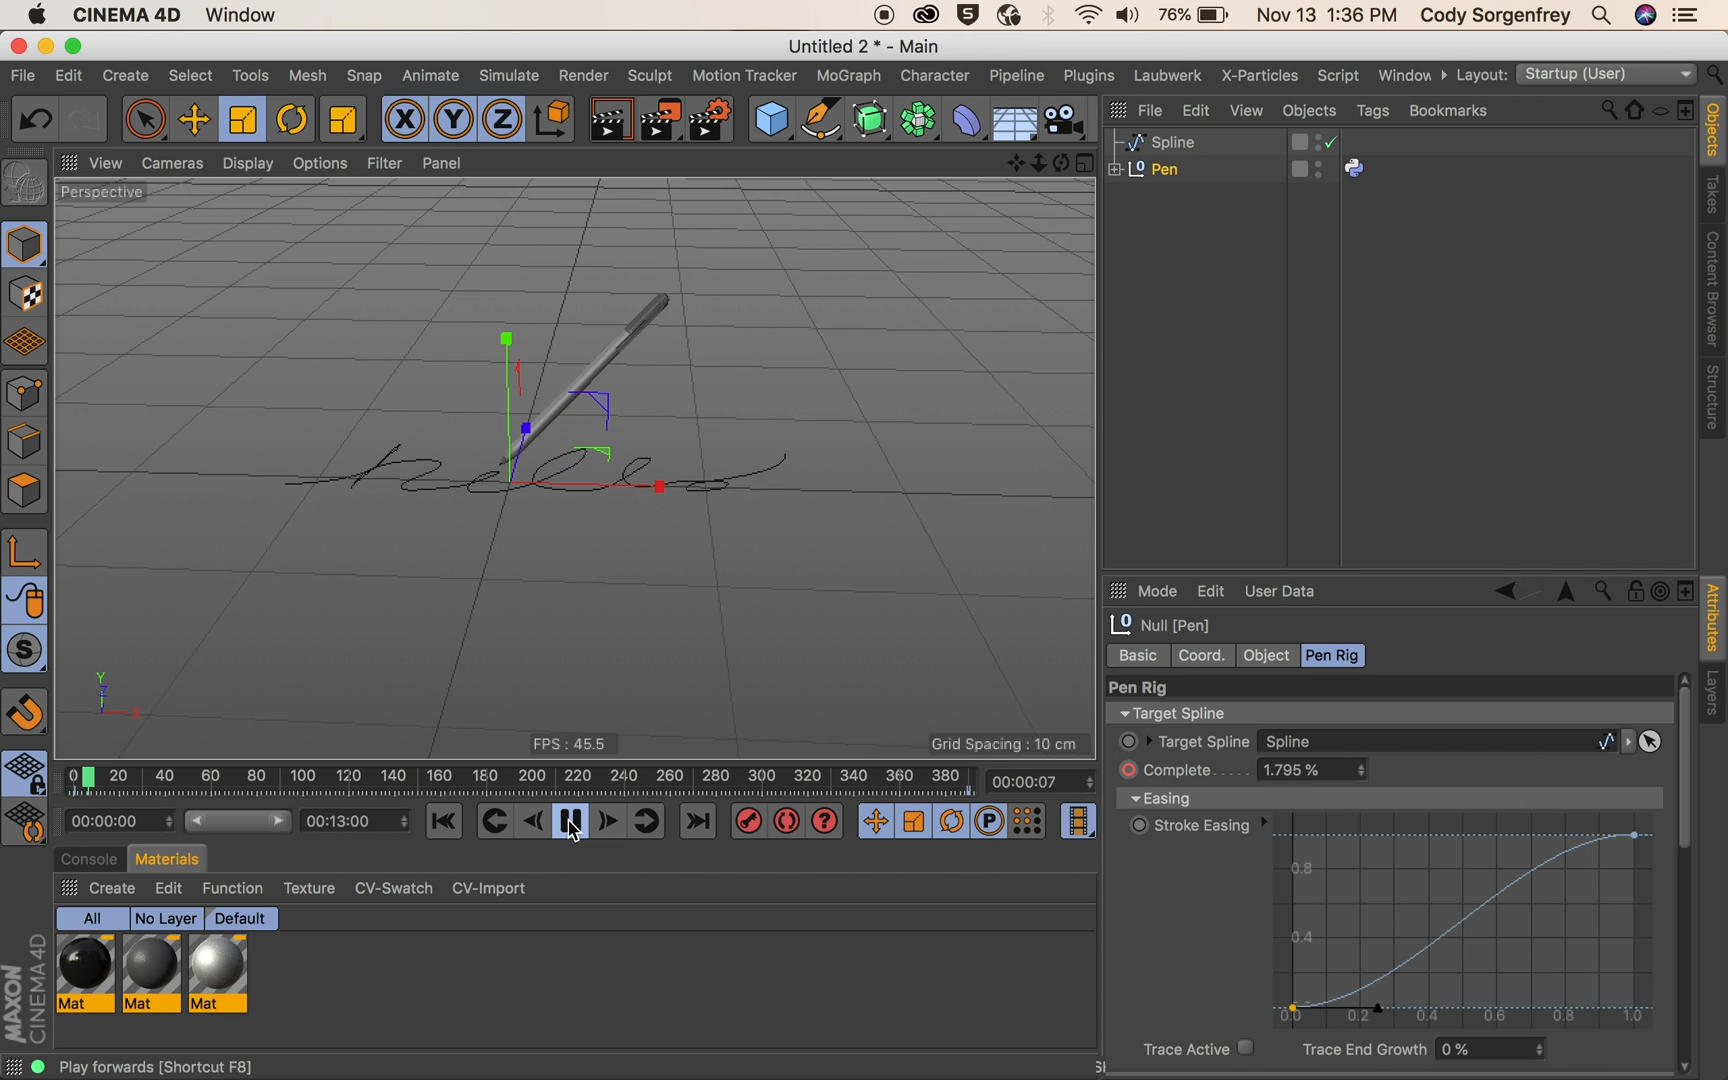 CINEMA 4D Window 76% Nov 13 1:36 PM Cody Sorgenfrey
Untitled 2 * - Main
File Edit Create Select Tools Mesh Snap Animate Simulate Render Sculpt Motion Tracker MoGraph Character Pipeline Plugins Laubwerk X-Particles Script Window Layout: Startup (User)
X Y Z
File Edit View Objects Tags Bookmarks
Spline
0 Pen
View Cameras Display Options Filter Panel
Perspective
Y
Z
X
FPS : 45.5
Grid Spacing : 10 cm
0 20 40 60 80 100 120 140 160 180 200 220 240 260 280 300 320 340 360 380 00:00:07
00:00:00 00:13:00 P
Console Materials
Create Edit Function Texture CV-Swatch CV-Import
All No Layer Default
Mat Mat Mat
MAXON
CINEMA 4D
Play forwards [Shortcut F8]
Objects
Takes
Content Browser
Structure
Mode Edit User Data
0 Null [Pen]
Basic Coord. Object Pen Rig
Pen Rig
Target Spline
Target Spline Spline
Complete . . . . . 1.795 %
Easing
Stroke Easing
0.8
0.4
0.0 0.2 0.4 0.6 0.8 1.0
Trace Active Trace End Growth 0 %
Attributes
Layers
S
S